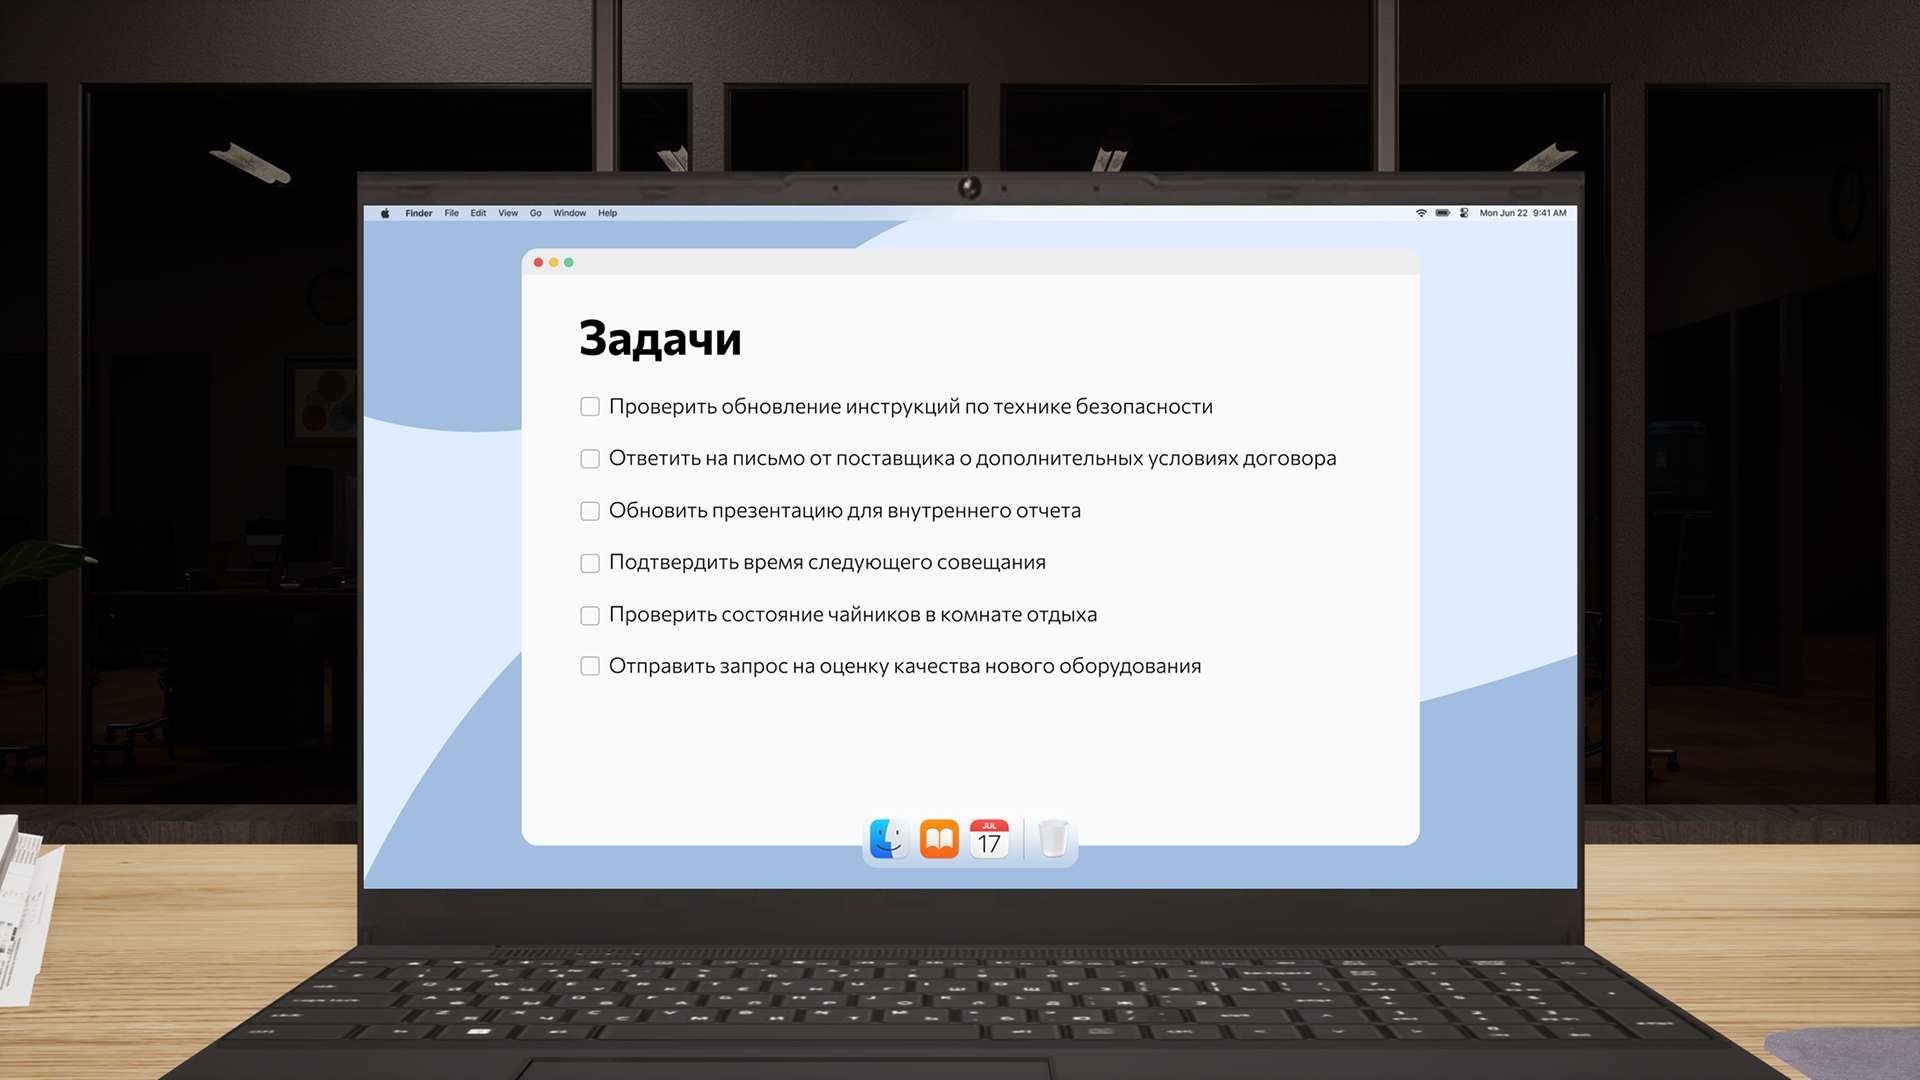 Finder File Edit View Go Window Help Mon Jun 22 9:41 AM
Задачи
Проверить обновление инструкций по технике безопасности
Ответить на письмо от поставщика о дополнительных условиях договора
Обновить презентацию для внутреннего отчета
Подтвердить время следующего совещания
Проверить состояние чайников в комнате отдыха
Отправить запрос на оценку качества нового оборудования
JUL
17